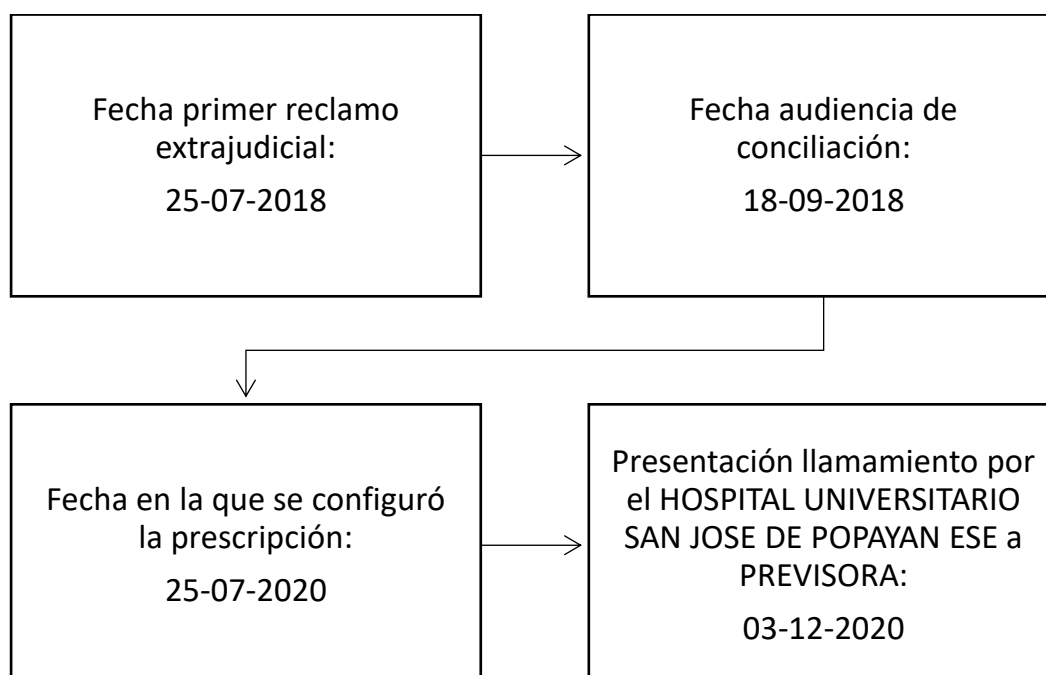 Fecha primer reclamo
extrajudicial:
25-07-2018
Fecha audiencia de
conciliación:
18-09-2018
Fecha en la que se configuró
la prescripción:
25-07-2020
Presentación llamamiento por
el HOSPITAL UNIVERSITARIO
SAN JOSE DE POPAYAN ESE a
PREVISORA:
03-12-2020